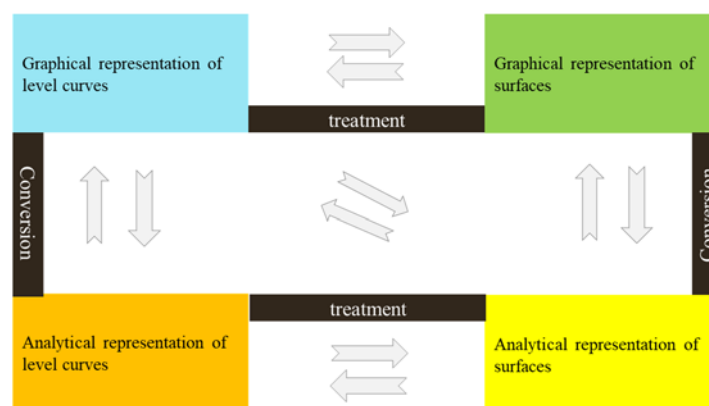 Graphical representation of
level curves
Graphical representation of
surfaces
treatment
Conversion
Conversion
treatment
Analytical representation of
level curves
Analytical representation of
surfaces